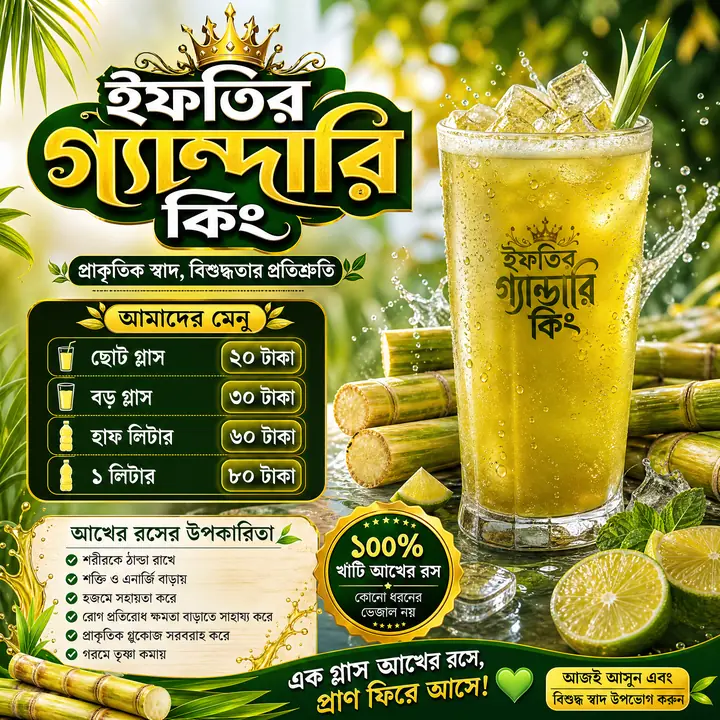 ইফতির
গ্যান্ডারি
কিং
প্রাকৃতিক স্বাদ, বিশুদ্ধতার প্রতিশ্রুতি
আমাদের মেনু
ছোট গ্লাস ২০ টাকা
বড় গ্লাস ৩০ টাকা
হাফ লিটার ৬০ টাকা
১ লিটার ৮০ টাকা
আখের রসের উপকারিতা
শরীরকে ঠান্ডা রাখে
শক্তি ও এনার্জি বাড়ায়
হজমে সহায়তা করে
রোগ প্রতিরোধ ক্ষমতা বাড়াতে সাহায্য করে
প্রাকৃতিক গ্লুকোজ সরবরাহ করে
গরমে তৃষ্ণা কমায়
১০০%
খাঁটি আখের রস
কোনো ধরনের
ভেজাল নয়
ইফতির
গ্যান্ডারি
কিং
এক গ্লাস আখের রসে,
প্রাণ ফিরে আসে!
আজই আসুন এবং
বিশুদ্ধ স্বাদ উপভোগ করুন